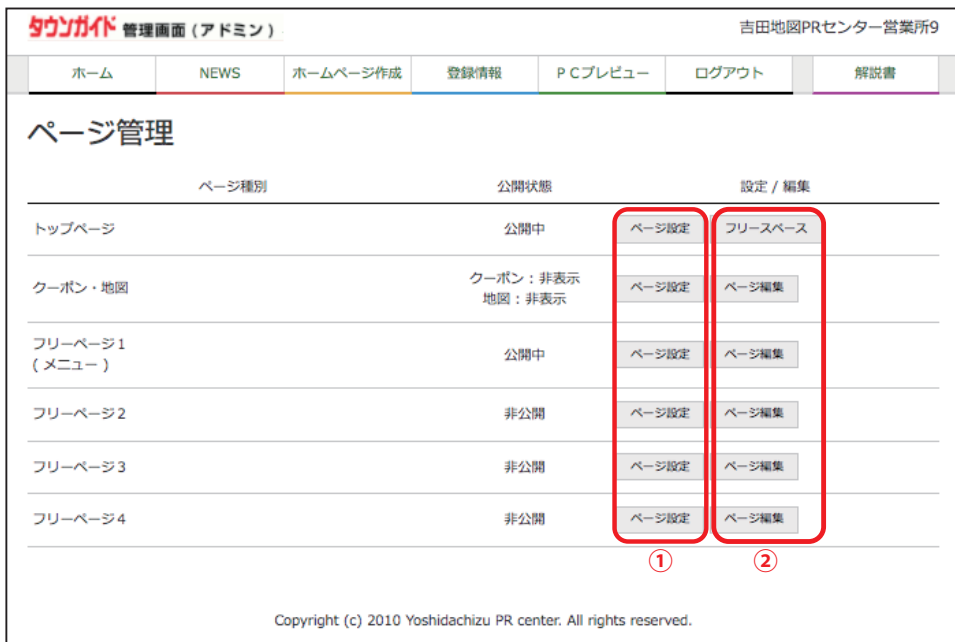 タウンガイド 管理画面(アドミン) 吉田地図PRセンター営業所9
ホーム NEWS ホームページ作成 登録情報 PCプレビュー ログアウト 解説書
ページ管理
ページ種別 公開状態 設定 / 編集
トップページ 公開中 ページ設定 フリースペース
クーポン・地図 クーポン:非表示 ページ設定 ページ編集
地図:非表示
フリーページ1 公開中 ページ設定 ページ編集
(メニュー)
フリーページ2 非公開 ページ設定 ページ編集
フリーページ3 非公開 ページ設定 ページ編集
フリーページ4 非公開 ページ設定 ページ編集
① ②
Copyright (c) 2010 Yoshidachizu PR center. All rights reserved.